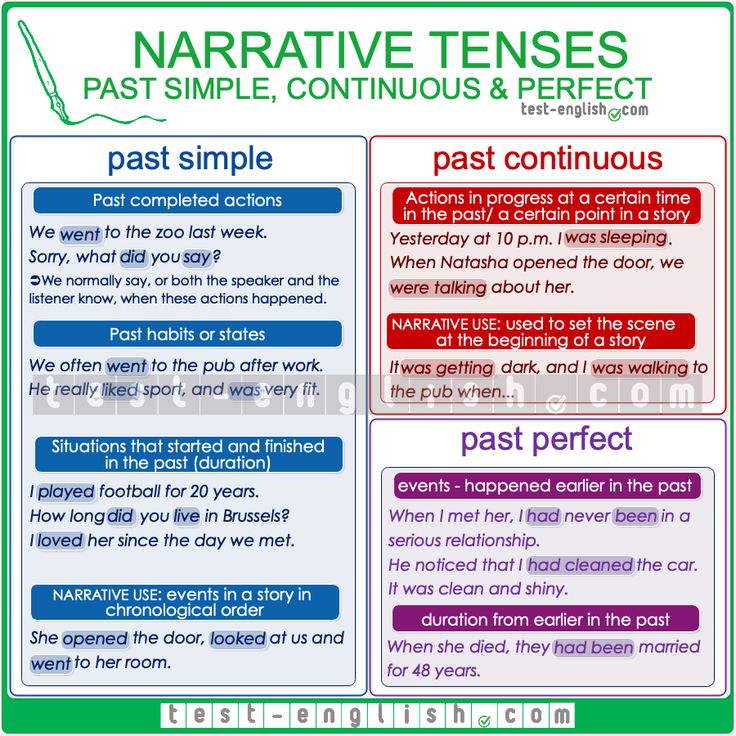 NARRATIVE TENSES
PAST SIMPLE, CONTINUOUS & PERFECT
test-english.com
past simple
Past completed actions
We went to the zoo last week.
Sorry, what did you say?
➲We normally say, or both the speaker and the
listener know, when these actions happened.
Past habits or states
We often went to the pub after work.
He really liked sport, and was very fit.
Situations that started and finished
in the past (duration)
I played football for 20 years.
How long did you live in Brussels?
I loved her since the day we met.
NARRATIVE USE: events in a story in
chronological order
She opened the door, looked at us and
went to her room.
past continuous
Actions in progress at a certain time
in the past/ a certain point in a story
Yesterday at 10 p.m. I was sleeping.
When Natasha opened the door, we
were talking about her.
NARRATIVE USE: used to set the scene
at the beginning of a story
It was getting dark, and I was walking to
the pub when...
test-english.com
past perfect
events - happened earlier in the past
When I met her, I had never been in a
serious relationship.
He noticed that I had cleaned the car.
It was clean and shiny.
duration from earlier in the past
When she died, they had been married
for 48 years.
test-english.com